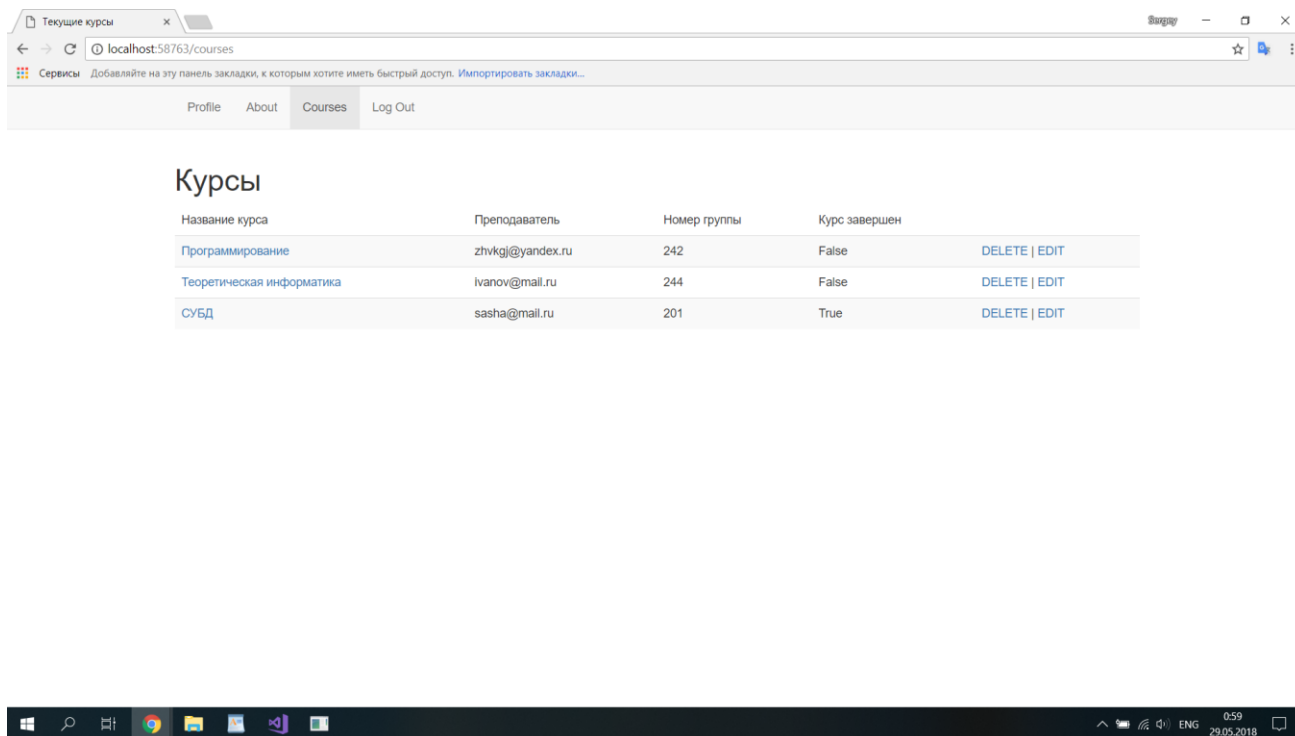 Текущие курсы
Sergey
localhost:58763/courses
Сервисы Добавляйте на эту панель закладки, к которым хотите иметь быстрый доступ. Импортировать закладки...
Profile About Courses Log Out
Курсы
Название курса Преподаватель Номер группы Курс завершен
Программирование zhvkgj@yandex.ru 242 False DELETE | EDIT
Теоретическая информатика ivanov@mail.ru 244 False DELETE | EDIT
СУБД sasha@mail.ru 201 True DELETE | EDIT
ENG 0:59
29.05.2018